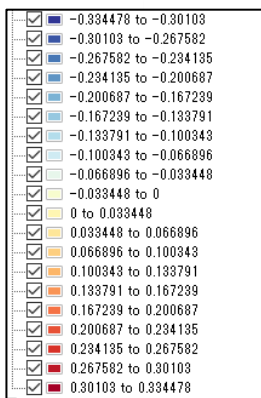 -0.334478 to -0.30103
-0.30103 to -0.267582
-0.267582 to -0.234135
-0.234135 to -0.200687
-0.200687 to -0.167239
-0.167239 to -0.133791
-0.133791 to -0.100343
-0.100343 to -0.066896
-0.066896 to -0.033448
-0.033448 to 0
0 to 0.033448
0.033448 to 0.066896
0.066896 to 0.100343
0.100343 to 0.133791
0.133791 to 0.167239
0.167239 to 0.200687
0.200687 to 0.234135
0.234135 to 0.267582
0.267582 to 0.30103
0.30103 to 0.334478